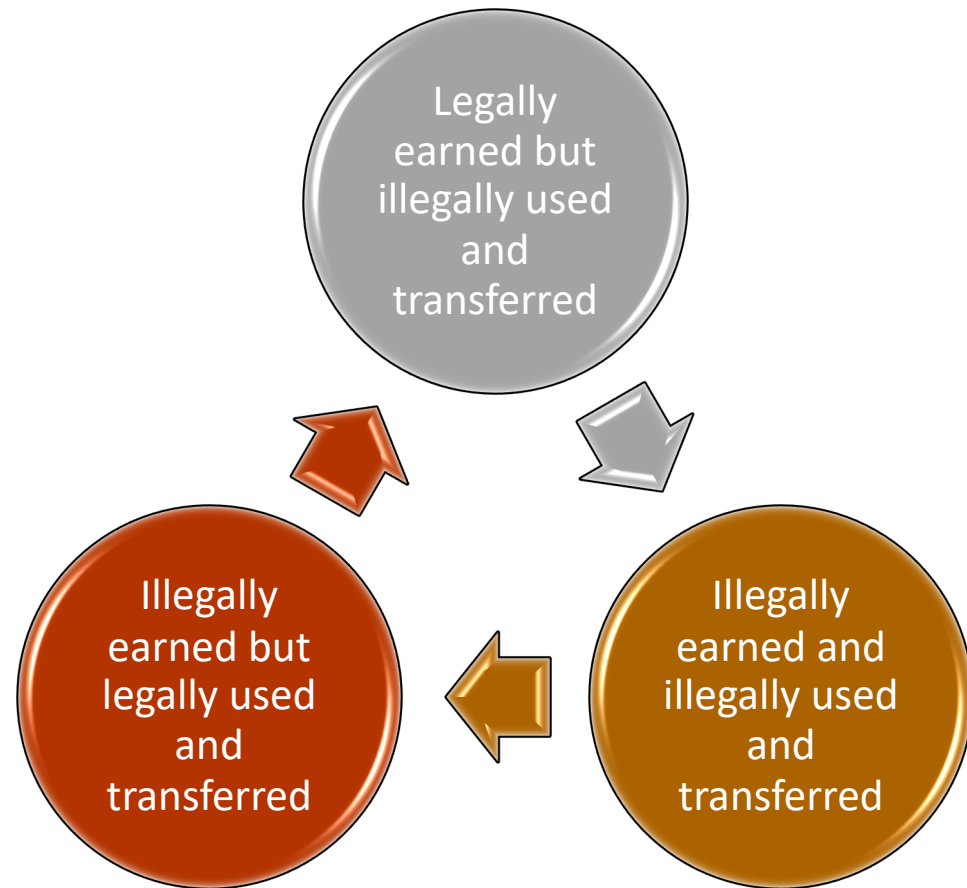 Legally
earned but
illegally used
and
transferred
Illegally
earned and
illegally used
and
transferred
Illegally
earned but
legally used
and
transferred